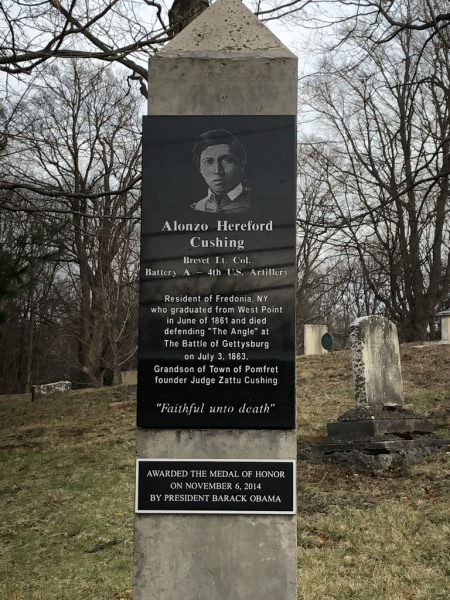 Alonzo Hereford
Cushing
Brevet Lt. Col.
Battery A – 4th U.S. Artillery
Resident of Fredonia, NY
who graduated from West Point
in June of 1861 and died
defending "The Angle" at
The Battle of Gettysburg
on July 3, 1863.
Grandson of Town of Pomfret
founder Judge Zattu Cushing
"Faithful unto death"
AWARDED THE MEDAL OF HONOR
ON NOVEMBER 6, 2014
BY PRESIDENT BARACK OBAMA